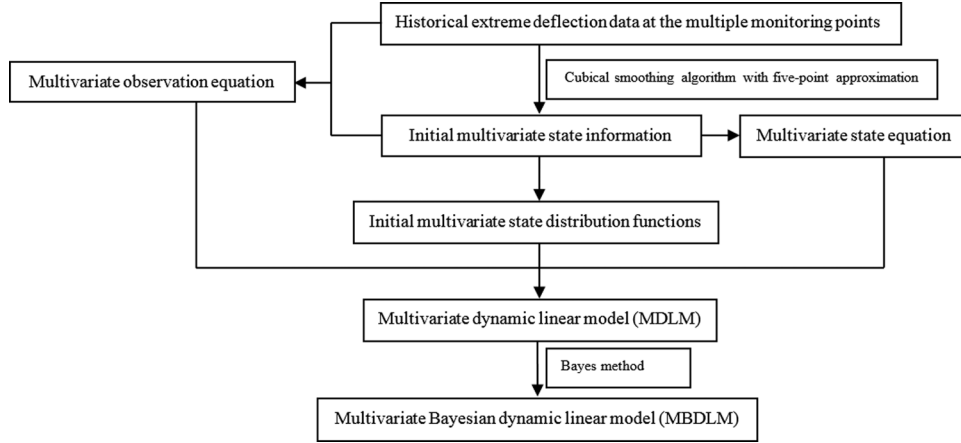 Historical extreme deflection data at the multiple monitoring points
Multivariate observation equation
Cubical smoothing algorithm with five-point approximation
Initial multivariate state information
Multivariate state equation
Initial multivariate state distribution functions
Multivariate dynamic linear model (MDLM)
Bayes method
Multivariate Bayesian dynamic linear model (MBDLM)